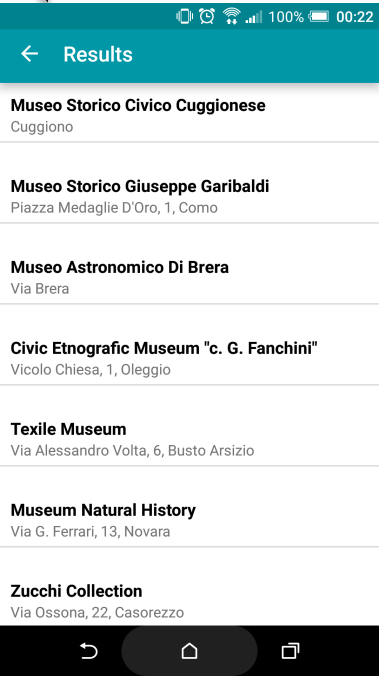 100% 00:22
Results
Museo Storico Civico Cuggionese
Cuggiono
Museo Storico Giuseppe Garibaldi
Piazza Medaglie D'Oro, 1, Como
Museo Astronomico Di Brera
Via Brera
Civic Etnografic Museum "c. G. Fanchini"
Vicolo Chiesa, 1, Oleggio
Texile Museum
Via Alessandro Volta, 6, Busto Arsizio
Museum Natural History
Via G. Ferrari, 13, Novara
Zucchi Collection
Via Ossona, 22, Casorezzo